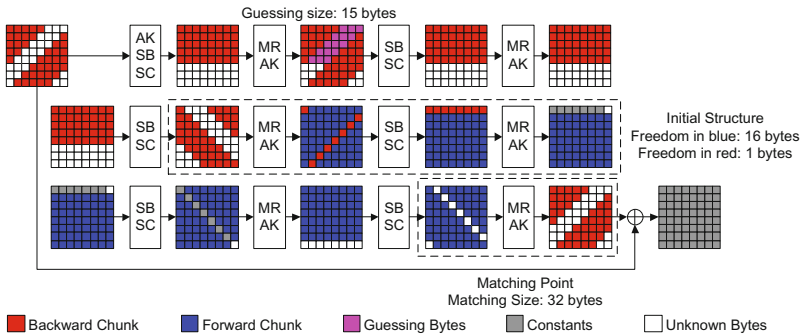 Guessing size: 15 bytes
AK
SB
SC
MR
AK
SB
SC
MR
AK
SB
SC
MR
AK
SB
SC
MR
AK
Initial Structure
Freedom in blue: 16 bytes
Freedom in red: 1 bytes
SB
SC
MR
AK
SB
SC
MR
AK
Matching Point
Matching Size: 32 bytes
Backward Chunk
Forward Chunk
Guessing Bytes
Constants
Unknown Bytes